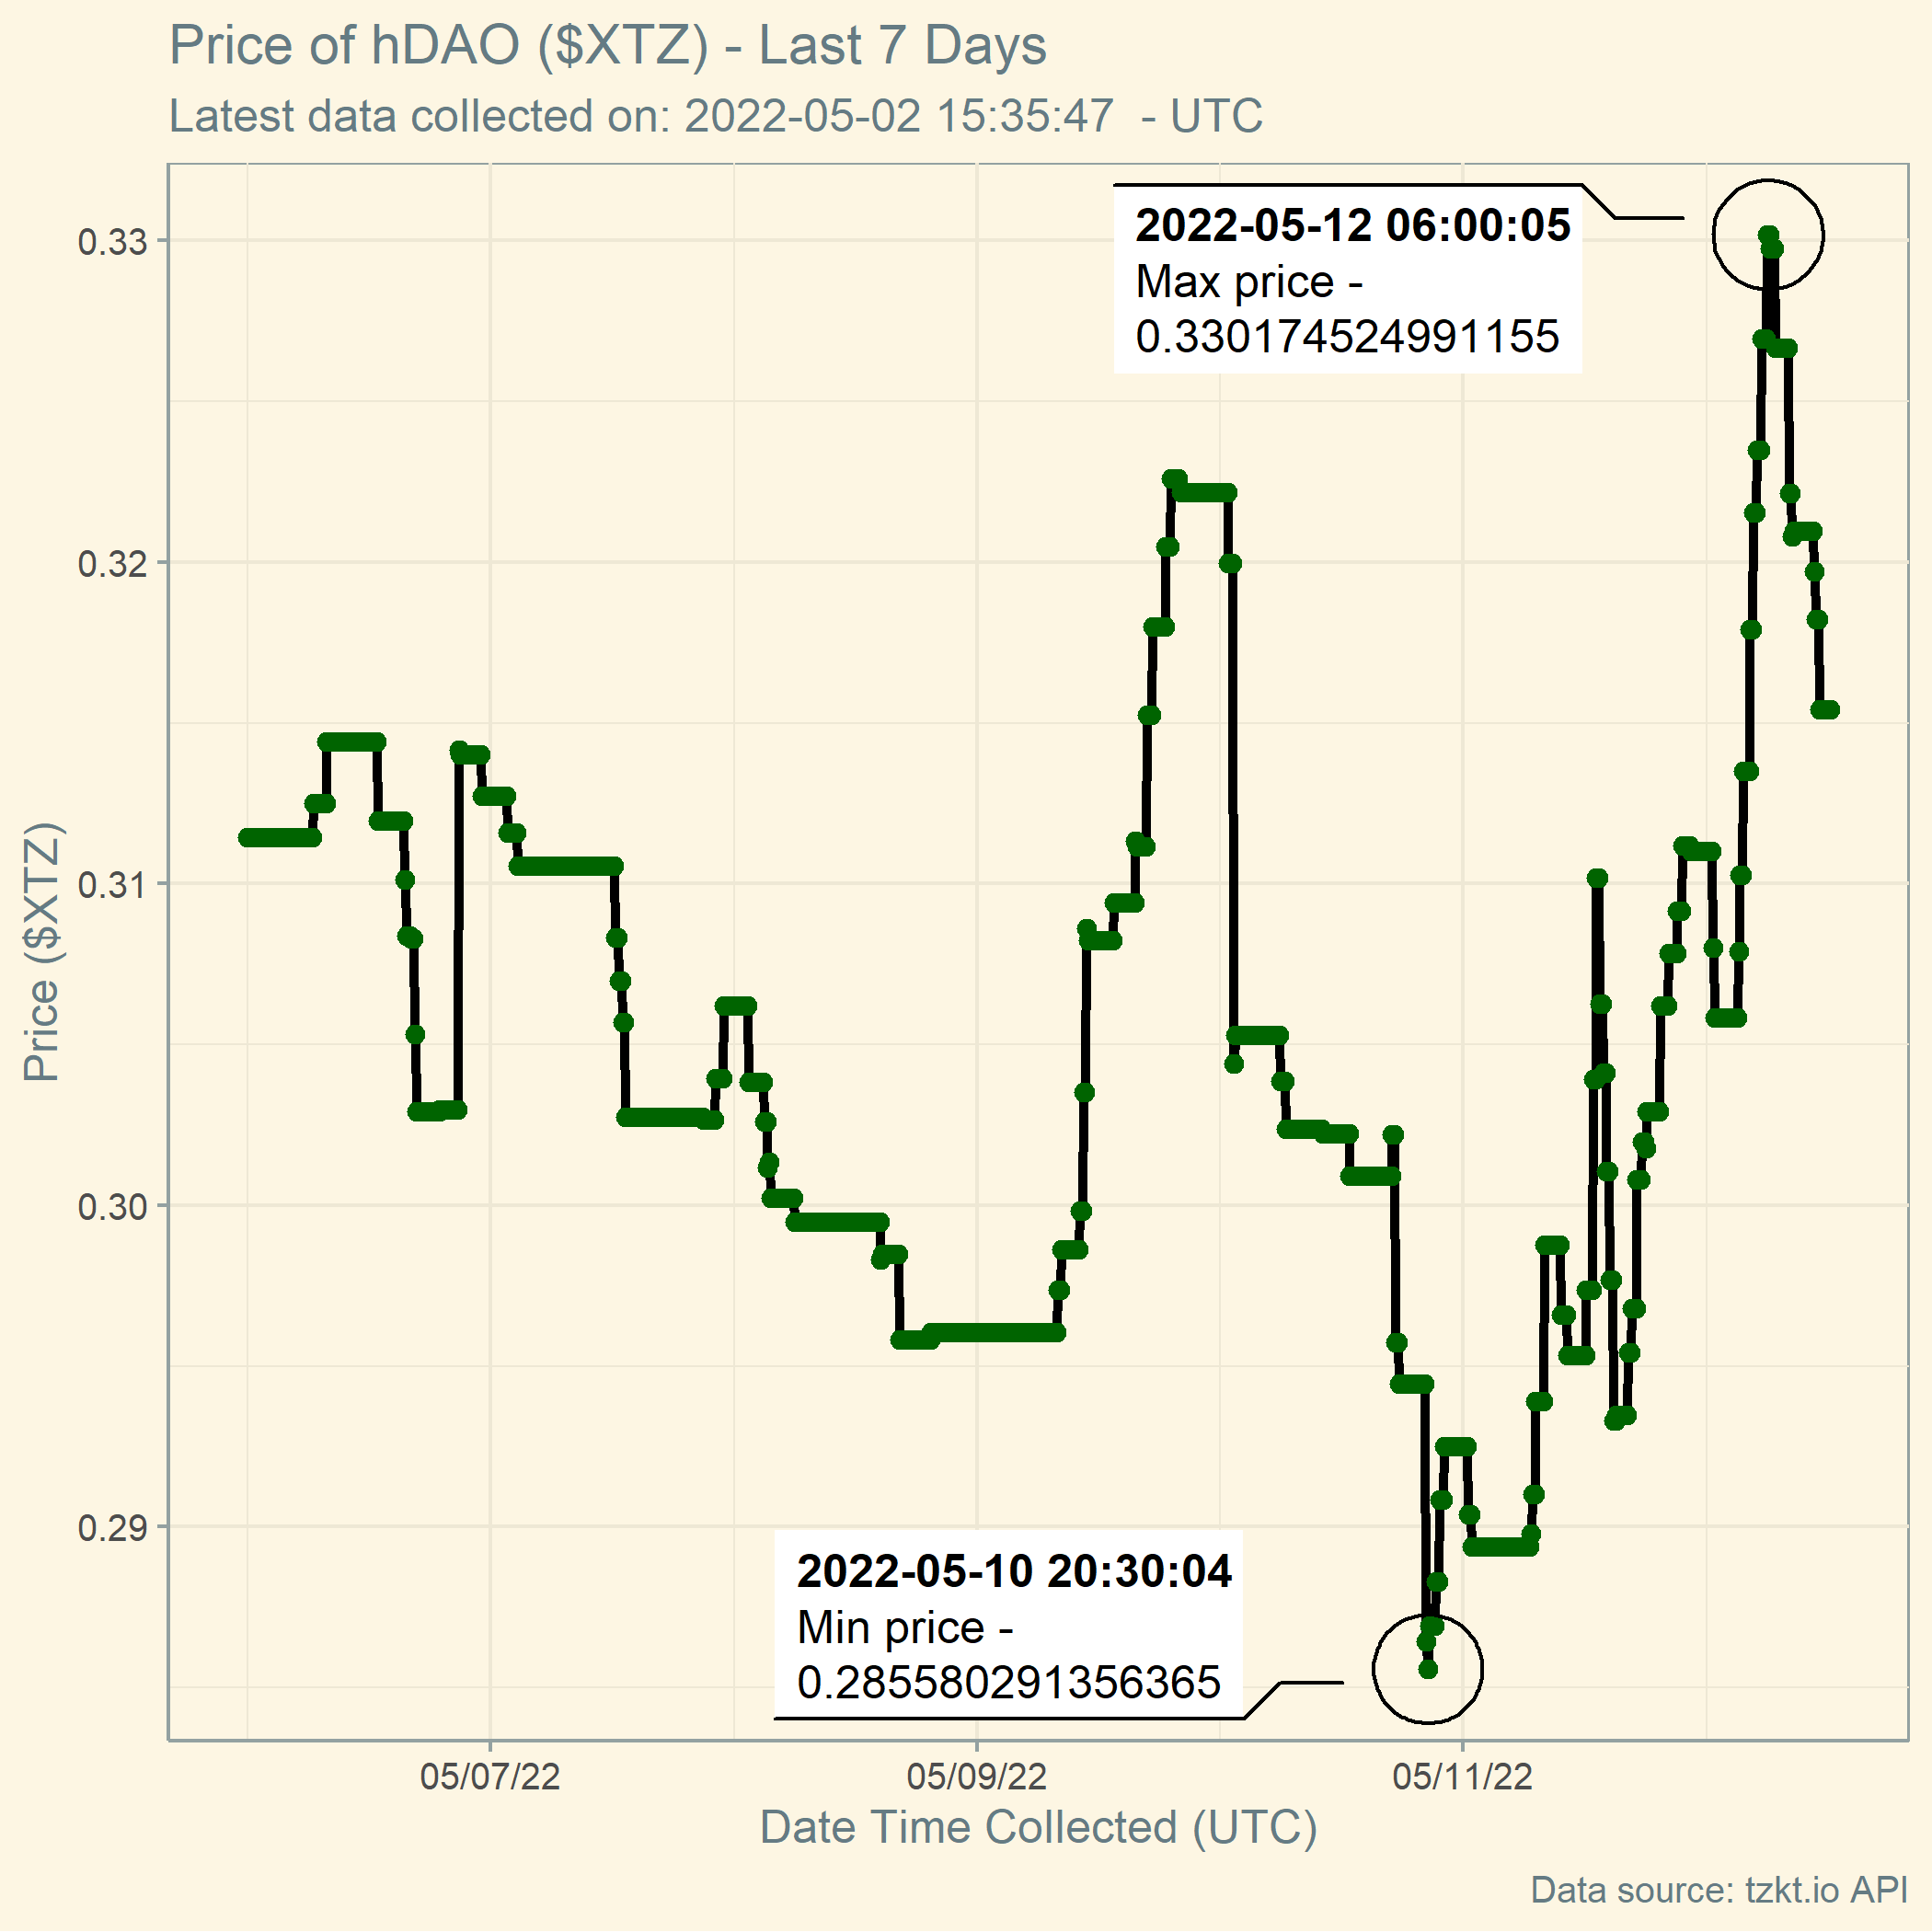 Price of hDAO ($XTZ) - Last 7 Days
Latest data collected on: 2022-05-02 15:35:47  - UTC
2022-05-12 06:00:05
Max price -
0.330174524991155
0.33
0.32
0.31
0.30
0.29
Price ($XTZ)
2022-05-10 20:30:04
Min price -
0.285580291356365
05/07/22
05/09/22
05/11/22
Date Time Collected (UTC)
Data source: tzkt.io API